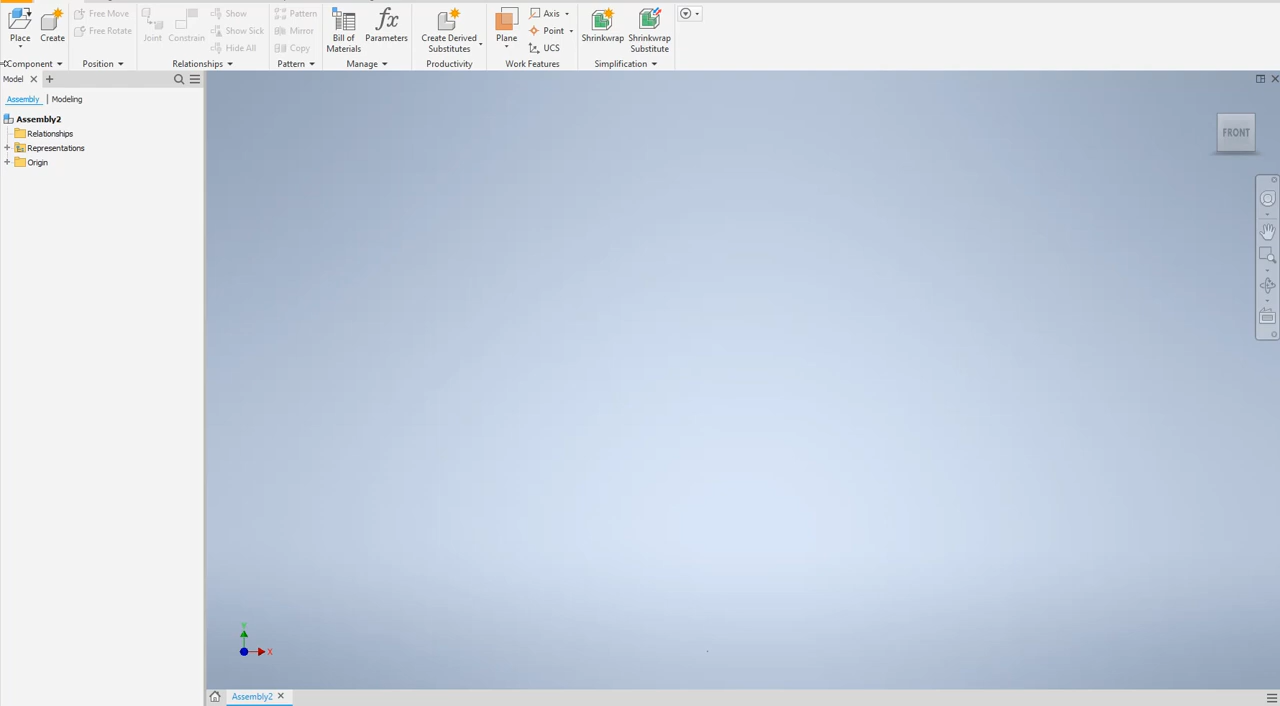 Place
Create
Free Move
Free Rotate
Joint
Constrain
Show
Show Sick
Hide All
Pattern
Mirror
Copy
Bill of
Materials
Parameters
Create Derived
Substitutes
Plane
Axis
Point
UCS
Shrinkwrap
Shrinkwrap
Substitute
Component
Position
Relationships
Pattern
Manage
Productivity
Work Features
Simplification
Model
Assembly | Modeling
Assembly2
Relationships
Representations
Origin
FRONT
Y
X
Assembly2